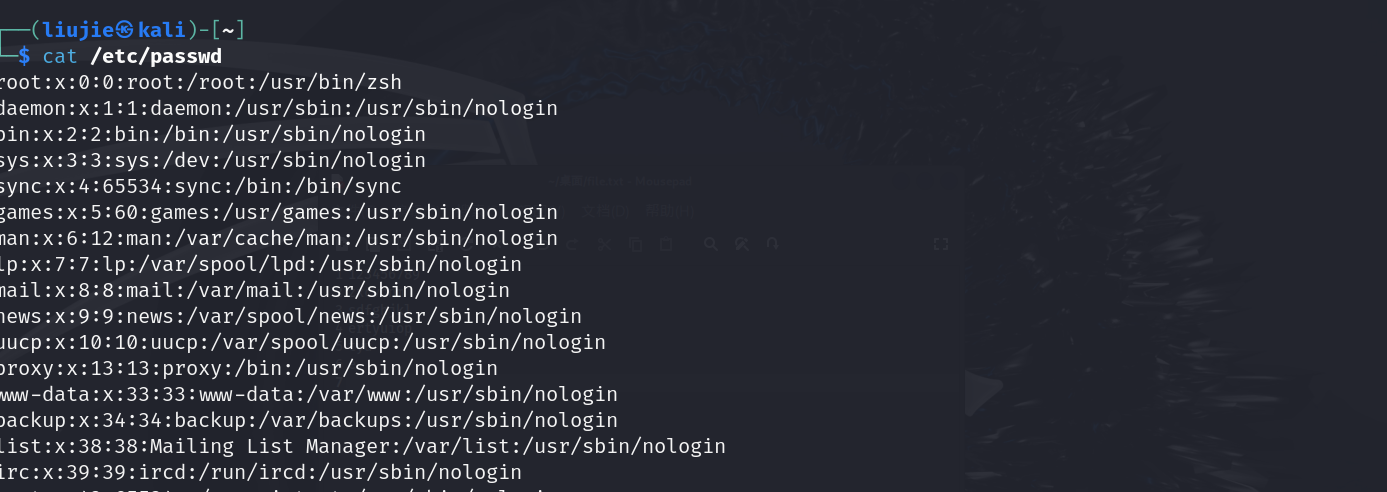 (liujie㉿kali)-[~]
$ cat /etc/passwd
root:x:0:0:root:/root:/usr/bin/zsh
daemon:x:1:1:daemon:/usr/sbin:/usr/sbin/nologin
bin:x:2:2:bin:/bin:/usr/sbin/nologin
sys:x:3:3:sys:/dev:/usr/sbin/nologin
sync:x:4:65534:sync:/bin:/bin/sync
games:x:5:60:games:/usr/games:/usr/sbin/nologin
man:x:6:12:man:/var/cache/man:/usr/sbin/nologin
lp:x:7:7:lp:/var/spool/lpd:/usr/sbin/nologin
mail:x:8:8:mail:/var/mail:/usr/sbin/nologin
news:x:9:9:news:/var/spool/news:/usr/sbin/nologin
uucp:x:10:10:uucp:/var/spool/uucp:/usr/sbin/nologin
proxy:x:13:13:proxy:/bin:/usr/sbin/nologin
www-data:x:33:33:www-data:/var/www:/usr/sbin/nologin
backup:x:34:34:backup:/var/backups:/usr/sbin/nologin
list:x:38:38:Mailing List Manager:/var/list:/usr/sbin/nologin
irc:x:39:39:ircd:/run/ircd:/usr/sbin/nologin